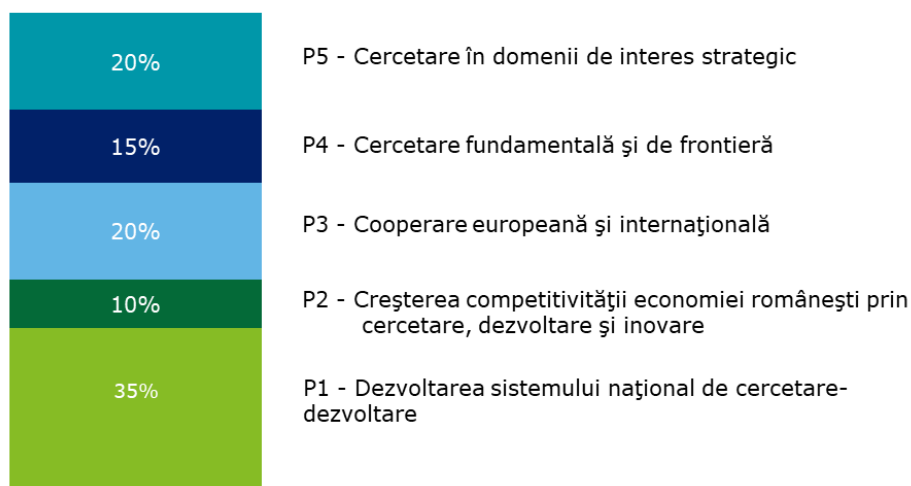 20%
P5 - Cercetare în domenii de interes strategic
15%
P4 - Cercetare fundamentală şi de frontieră
20%
P3 - Cooperare europeană şi internaţională
10%
P2 - Creşterea competitivităţii economiei româneşti prin
cercetare, dezvoltare şi inovare
35%
P1 - Dezvoltarea sistemului naţional de cercetare-
dezvoltare